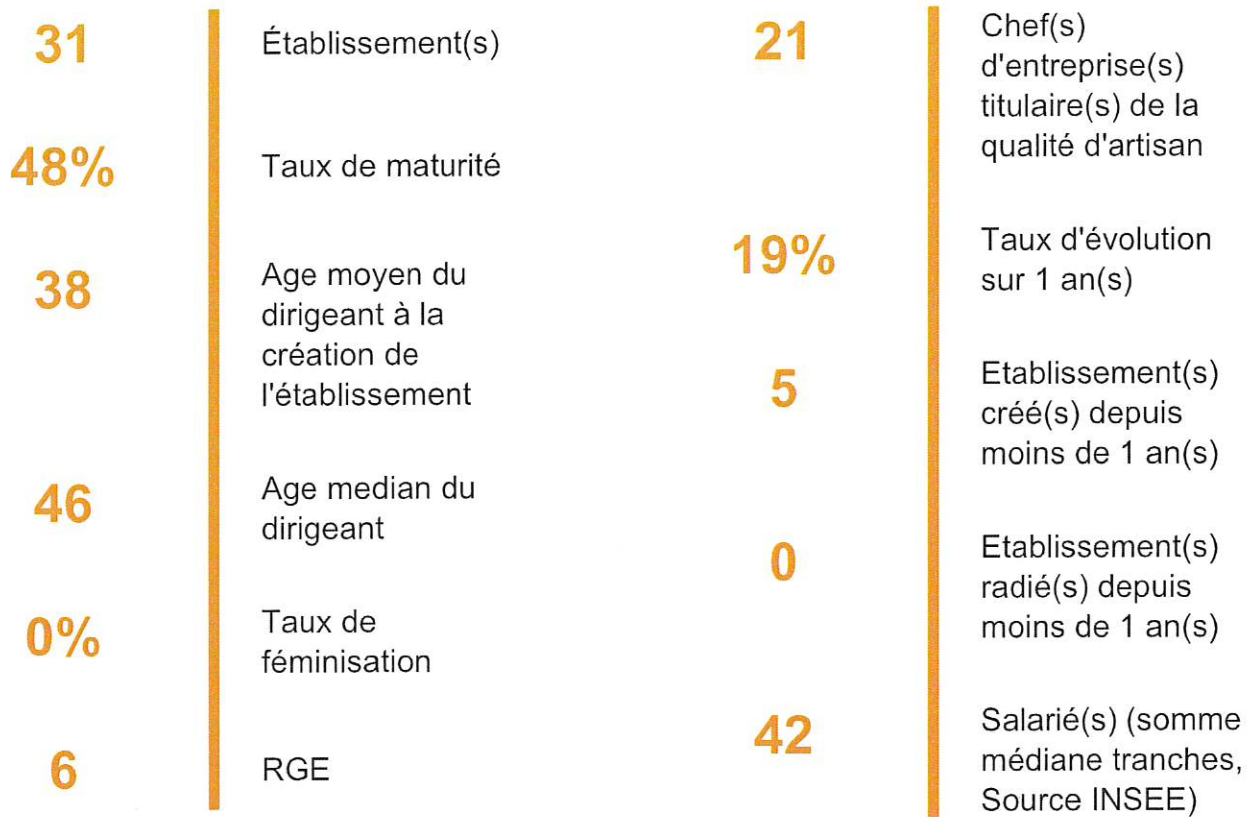 31
Établissement(s)
48%
Taux de maturité
38
Age moyen du
dirigeant à la
création de
l'établissement
46
Age median du
dirigeant
0%
Taux de
féminisation
6
RGE
21
Chef(s)
d'entreprise(s)
titulaire(s) de la
qualité d'artisan
19%
Taux d'évolution
sur 1 an(s)
5
Etablissement(s)
créé(s) depuis
moins de 1 an(s)
0
Etablissement(s)
radié(s) depuis
moins de 1 an(s)
42
Salarié(s) (somme
médiane tranches,
Source INSEE)